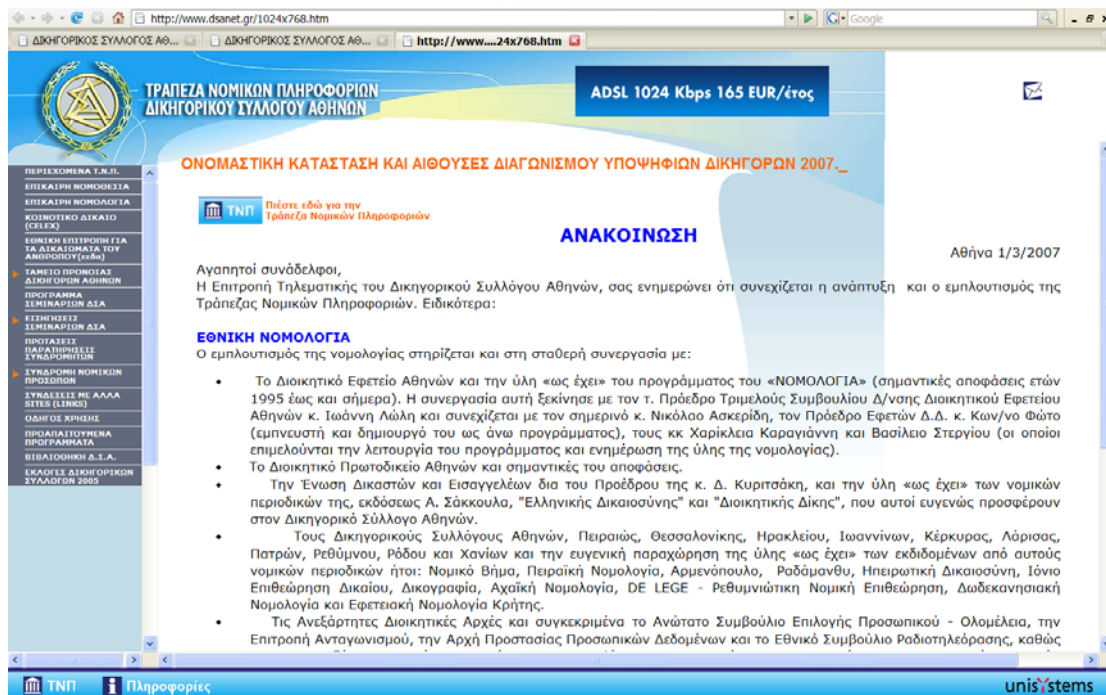 http://www.dsanet.gr/1024x768.htm
Google
ΔΙΚΗΓΟΡΙΚΟΣ ΣΥΛΛΟΓΟΣ ΑΘ...
ΔΙΚΗΓΟΡΙΚΟΣ ΣΥΛΛΟΓΟΣ ΑΘ...
http://www....24x768.htm
ΤΡΑΠΕΖΑ ΝΟΜΙΚΩΝ ΠΛΗΡΟΦΟΡΙΩΝ
ΔΙΚΗΓΟΡΙΚΟΥ ΣΥΛΛΟΓΟΥ ΑΘΗΝΩΝ
ADSL 1024 Kbps 165 EUR/έτος
ΠΕΡΙΕΧΟΜΕΝΑ Τ.Ν.Π.
ΕΠΙΚΑΙΡΗ ΝΟΜΟΘΕΣΙΑ
ΕΠΙΚΑΙΡΗ ΝΟΜΟΛΟΓΙΑ
ΚΟΙΝΟΤΙΚΟ ΔΙΚΑΙΟ
(CELEX)
ΕΘΝΙΚΗ ΕΠΙΤΡΟΠΗ ΓΙΑ
ΤΑ ΔΙΚΑΙΩΜΑΤΑ ΤΟΥ
ΑΝΘΡΩΠΟΥ(εεδα)
ΤΑΜΕΙΟ ΠΡΟΝΟΙΑΣ
ΔΙΚΗΓΟΡΩΝ ΑΘΗΝΩΝ
ΠΡΟΓΡΑΜΜΑ
ΣΕΜΙΝΑΡΙΩΝ ΔΣΑ
ΕΙΣΗΓΗΣΕΙΣ
ΣΕΜΙΝΑΡΙΩΝ ΔΣΑ
ΠΡΟΤΑΣΕΙΣ
ΠΑΡΑΤΗΡΗΣΕΙΣ
ΣΥΝΔΡΟΜΗΤΩΝ
ΣΥΝΔΡΟΜΗ ΝΟΜΙΚΩΝ
ΠΡΟΣΩΠΩΝ
ΣΥΝΔΕΣΕΙΣ ΜΕ ΑΛΛΑ
SITES (LINKS)
ΟΔΗΓΟΣ ΧΡΗΣΗΣ
ΠΡΟΑΠΑΙΤΟΥΜΕΝΑ
ΠΡΟΓΡΑΜΜΑΤΑ
ΒΙΒΛΙΟΘΗΚΗ Δ.Σ.Α.
ΕΚΛΟΓΕΣ ΔΙΚΗΓΟΡΙΚΩΝ
ΣΥΛΛΟΓΩΝ 2005
ΟΝΟΜΑΣΤΙΚΗ ΚΑΤΑΣΤΑΣΗ ΚΑΙ ΑΙΘΟΥΣΕΣ ΔΙΑΓΩΝΙΣΜΟΥ ΥΠΟΨΗΦΙΩΝ ΔΙΚΗΓΟΡΩΝ 2007._
ΤΝΠ
Πιέστε εδώ για την
Τράπεζα Νομικών Πληροφοριών
ΑΝΑΚΟΙΝΩΣΗ
Αθήνα 1/3/2007
Αγαπητοί συνάδελφοι,
Η Επιτροπή Τηλεματικής του Δικηγορικού Συλλόγου Αθηνών, σας ενημερώνει ότι συνεχίζεται η ανάπτυξη και ο εμπλουτισμός της
Τράπεζας Νομικών Πληροφοριών. Ειδικότερα:
ΕΘΝΙΚΗ ΝΟΜΟΛΟΓΙΑ
Ο εμπλουτισμός της νομολογίας στηρίζεται και στη σταθερή συνεργασία με:
• Το Διοικητικό Εφετείο Αθηνών και την ύλη «ως έχει» του προγράμματος του «ΝΟΜΟΛΟΓΙΑ» (σημαντικές αποφάσεις ετών
1995 έως και σήμερα). Η συνεργασία αυτή ξεκίνησε με τον τ. Πρόεδρο Τριμελούς Συμβουλίου Δ/νσης Διοικητικού Εφετείου
Αθηνών κ. Ιωάννη Λώλη και συνεχίζεται με τον σημερινό κ. Νικόλαο Ασκερίδη, τον Πρόεδρο Εφετών Δ.Δ. κ. Κων/νο Φώτο
(εμπνευστή και δημιουργό του ως άνω προγράμματος), τους κκ Χαρίκλεια Καραγιάννη και Βασίλειο Στεργίου (οι οποίοι
επιμελούνται την λειτουργία του προγράμματος και ενημέρωση της ύλης της νομολογίας).
• Το Διοικητικό Πρωτοδικείο Αθηνών και σημαντικές του αποφάσεις.
• Την Ένωση Δικαστών και Εισαγγελέων δια του Προέδρου της κ. Δ. Κυριτσάκη, και την ύλη «ως έχει» των νομικών
περιοδικών της, εκδόσεως Α. Σάκκουλα, "Ελληνικής Δικαιοσύνης" και "Διοικητικής Δίκης", που αυτοί ευγενώς προσφέρουν
στον Δικηγορικό Σύλλογο Αθηνών.
• Τους Δικηγορικούς Συλλόγους Αθηνών, Πειραιώς, Θεσσαλονίκης, Ηρακλείου, Ιωαννίνων, Κέρκυρας, Λάρισας,
Πατρών, Ρεθύμνου, Ρόδου και Χανίων και την ευγενική παραχώρηση της ύλης «ως έχει» των εκδιδομένων από αυτούς
νομικών περιοδικών ήτοι: Νομικό Βήμα, Πειραϊκή Νομολογία, Αρμενόπουλο, Ραδάμανθυ, Ηπειρωτική Δικαιοσύνη, Ιόνιο
Επιθεώρηση Δικαίου, Δικογραφία, Αχαϊκή Νομολογία, DE LEGE - Ρεθυμνιώτικη Νομική Επιθεώρηση, Δωδεκανησιακή
Νομολογία και Εφετειακή Νομολογία Κρήτης.
• Τις Ανεξάρτητες Διοικητικές Αρχές και συγκεκριμένα το Ανώτατο Συμβούλιο Επιλογής Προσωπικού - Ολομέλεια, την
Επιτροπή Ανταγωνισμού, την Αρχή Προστασίας Προσωπικών Δεδομένων και το Εθνικό Συμβούλιο Ραδιοτηλεόρασης, καθώς
ΤΝΠ
Πληροφορίες
unisystems